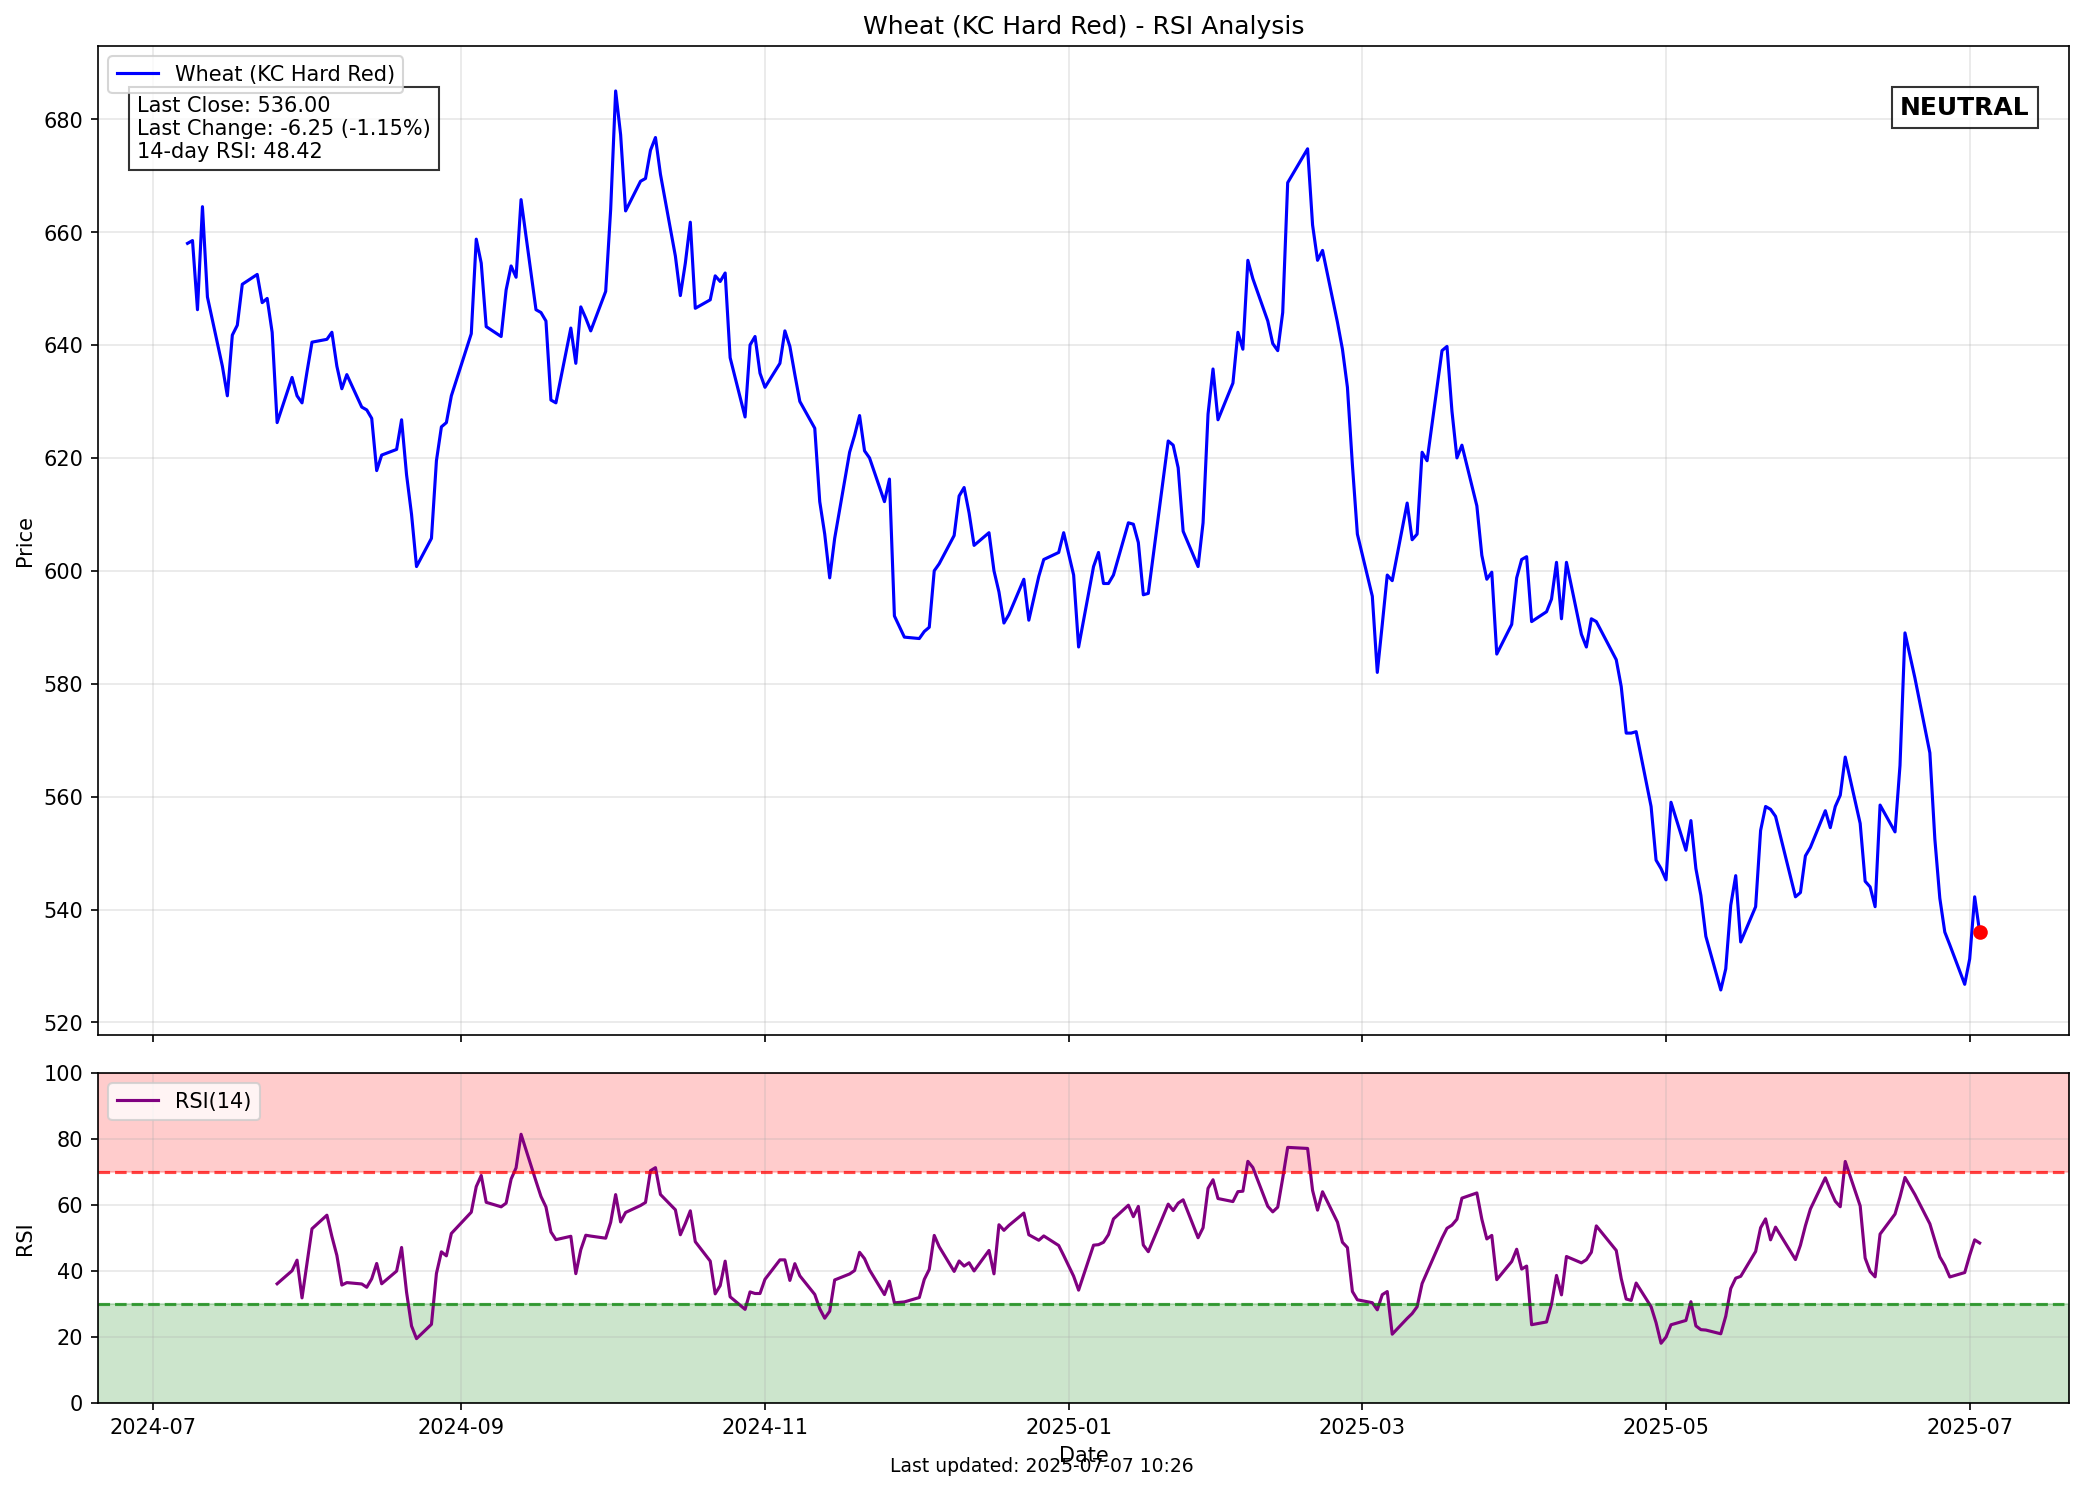 Wheat (KC Hard Red) - RSI Analysis
Wheat (KC Hard Red)
Last Close: 536.00
Last Change: -6.25 (-1.15%)
14-day RSI: 48.42
NEUTRAL
Price
680
660
640
620
600
580
560
540
520
RSI(14)
RSI
100
80
60
40
20
0
2024-07
2024-09
2024-11
2025-01
2025-03
2025-05
2025-07
Date
Last updated: 2025-07-07 10:26